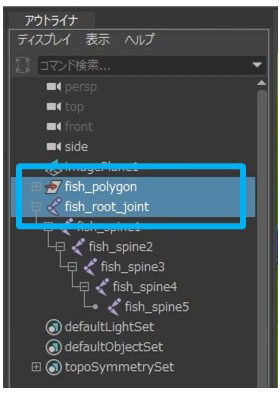 アウトライナ
ディスプレイ 表示 ヘルプ
コマンド検索...
persp
top
front
side
imagePlane1
fish_polygon
fish_root_joint
fish_spine1
fish_spine2
fish_spine3
fish_spine4
fish_spine5
defaultLightSet
defaultObjectSet
topoSymmetrySet